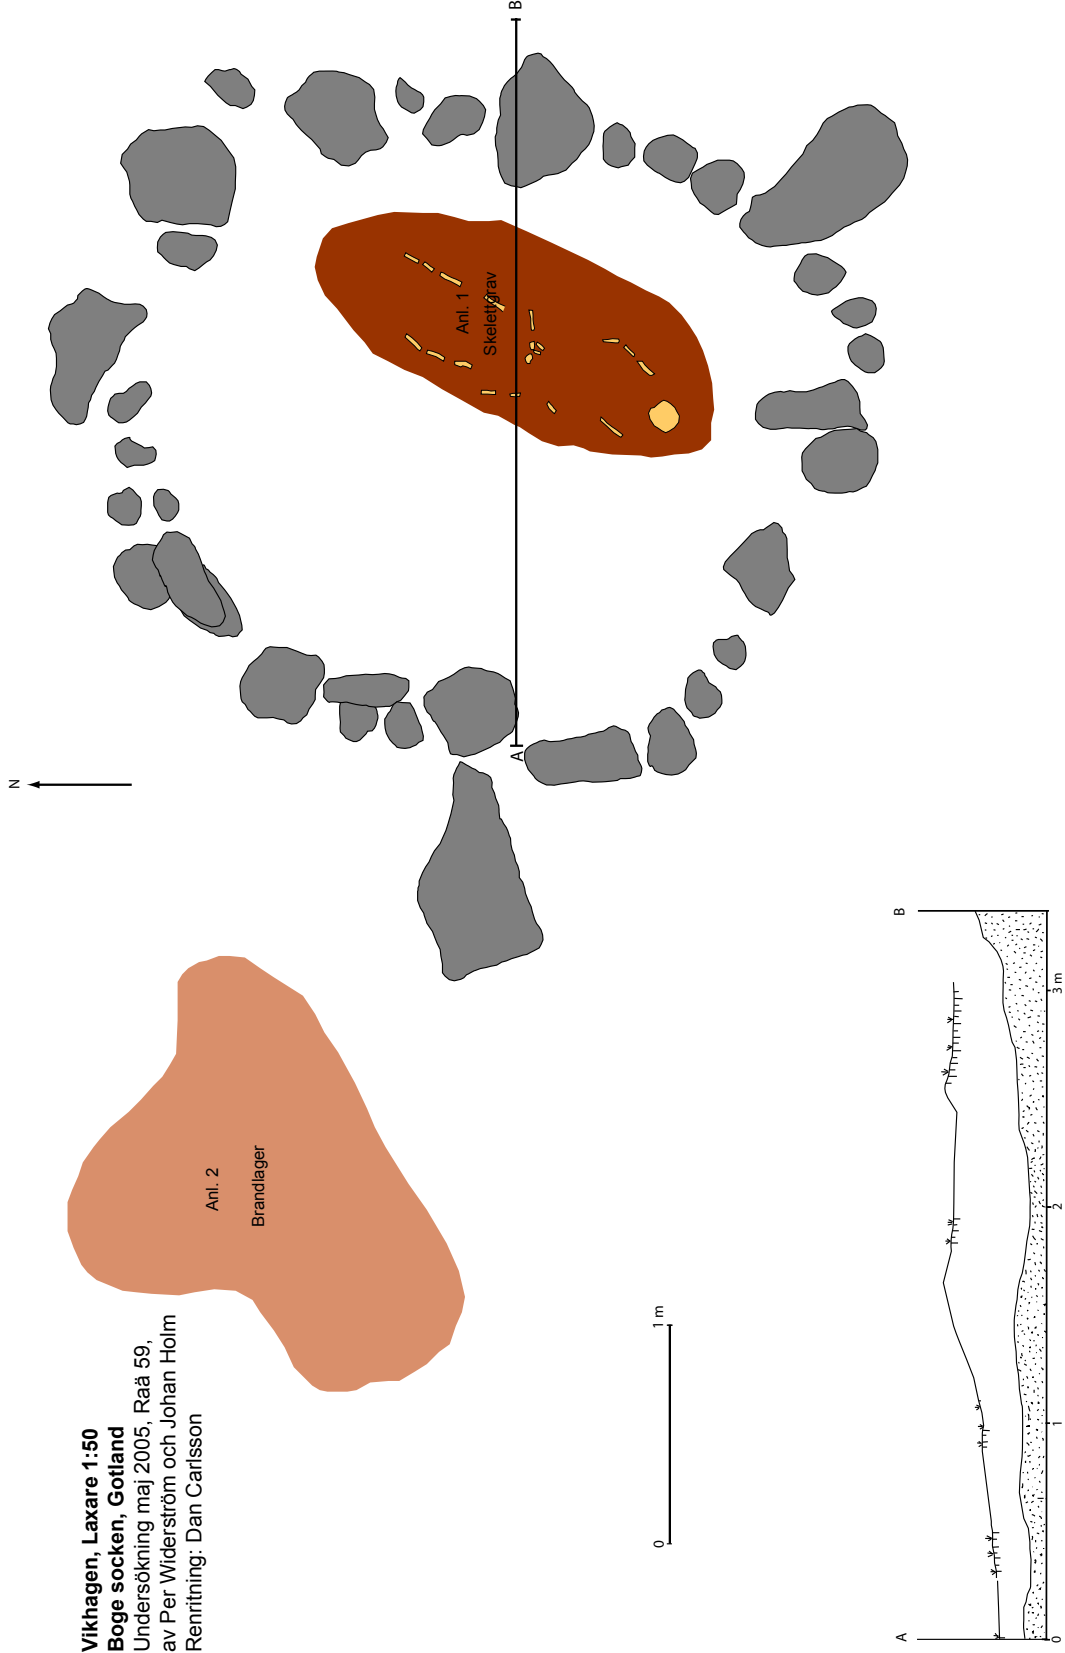 Vikhagen, Laxare 1:50
Boge socken, Gotland
Undersökning maj 2005, Raä 59,
av Per Widerström och Johan Holm
Renritning: Dan Carlsson
Anl. 2
Brandlager
N
A
B
Anl. 1
Skelettgrav
0
1 m
A
B
0
1
2
3 m